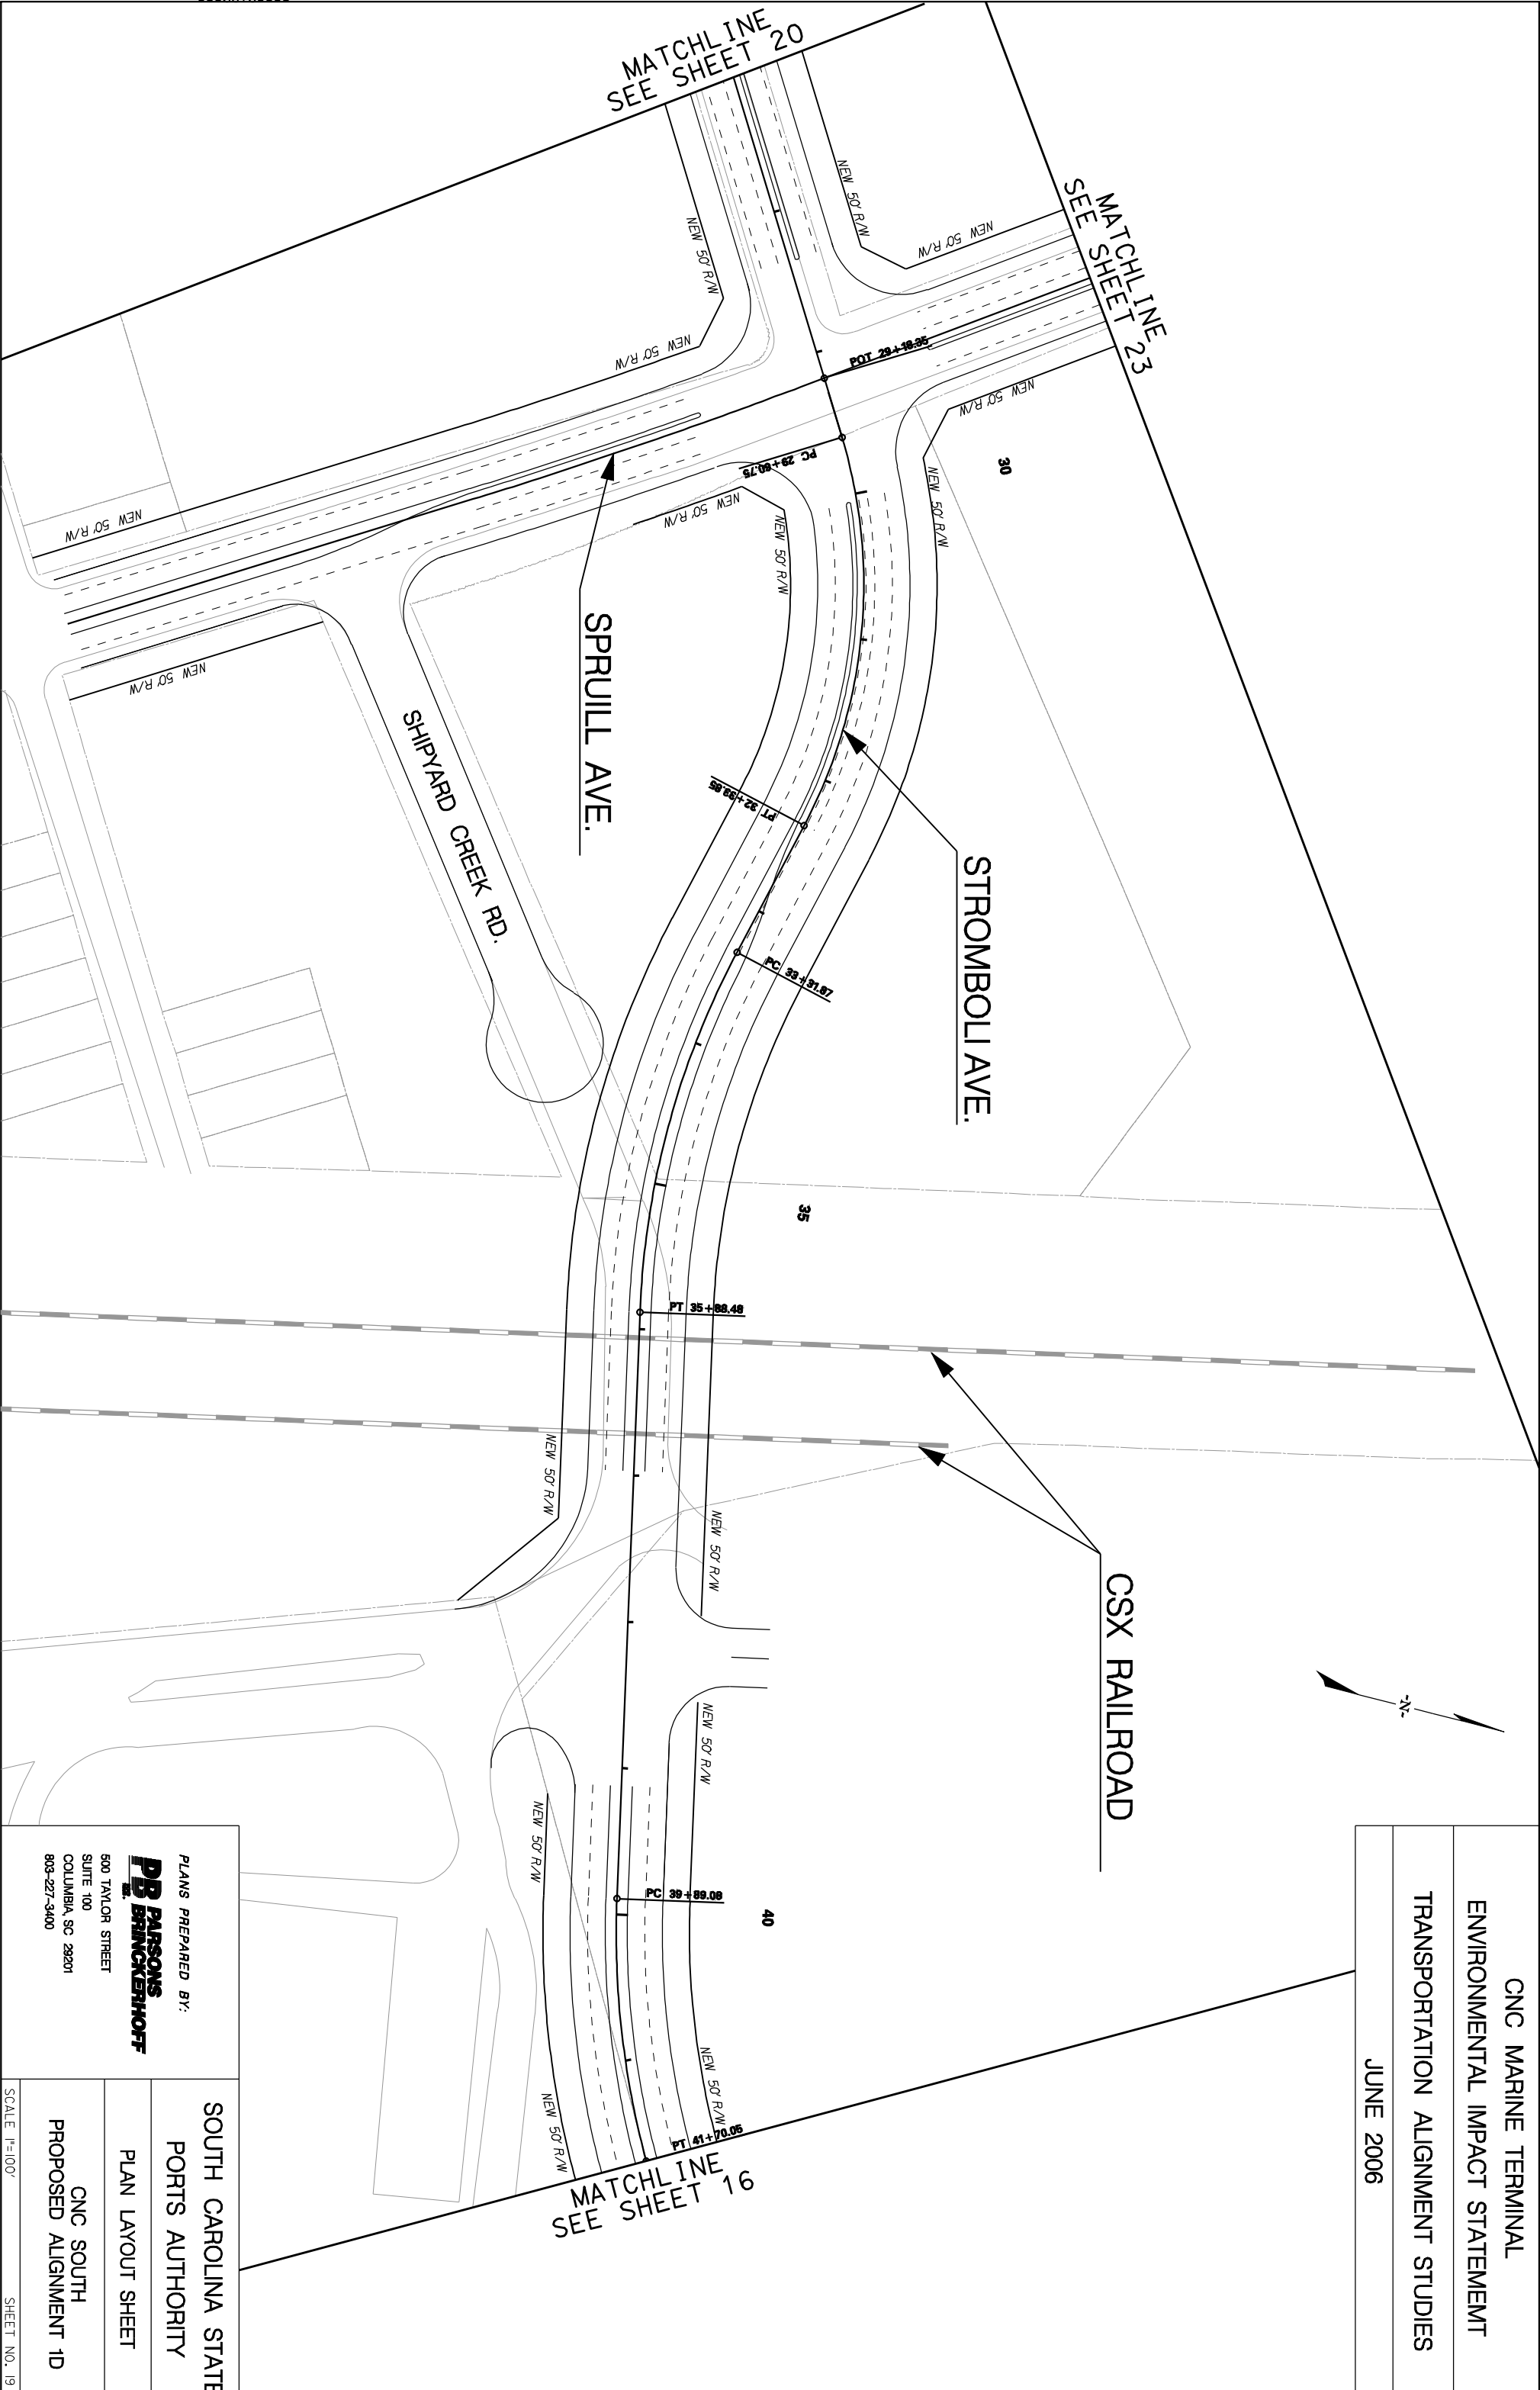 MATCHLINE
SEE SHEET 20
MATCHLINE
SEE SHEET 23
NEW 50' R/W
NEW 50' R/W
NEW 50' R/W
NEW 50' R/W
NEW 50' R/W
NEW 50' R/W
NEW 50' R/W
NEW 50' R/W
NEW 50' R/W
NEW 50' R/W
POT 29+18.35
PC 29+60.75
30
SPRUILL AVE.
SHIPYARD CREEK RD.
STROMBOLI AVE.
PT 32+33.85
PC 33+31.87
35
PT 35+88.48
CSX RAILROAD
NEW 50' R/W
NEW 50' R/W
NEW 50' R/W
NEW 50' R/W
-N-
PC 39+89.08
40
NEW 50' R/W
NEW 50' R/W
PT 41+70.05
MATCHLINE
SEE SHEET 16
CNC MARINE TERMINAL
ENVIRONMENTAL IMPACT STATEMEMT
TRANSPORTATION ALIGNMENT STUDIES
JUNE 2006
PLANS PREPARED BY:
PB PARSONS
BRINCKERHOFF
500 TAYLOR STREET
SUITE 100
COLUMBIA, SC 29201
803-227-3400
SOUTH CAROLINA STATE
PORTS AUTHORITY
PLAN LAYOUT SHEET
CNC SOUTH
PROPOSED ALIGNMENT 1D
SCALE 1"=100'
SHEET NO. 19